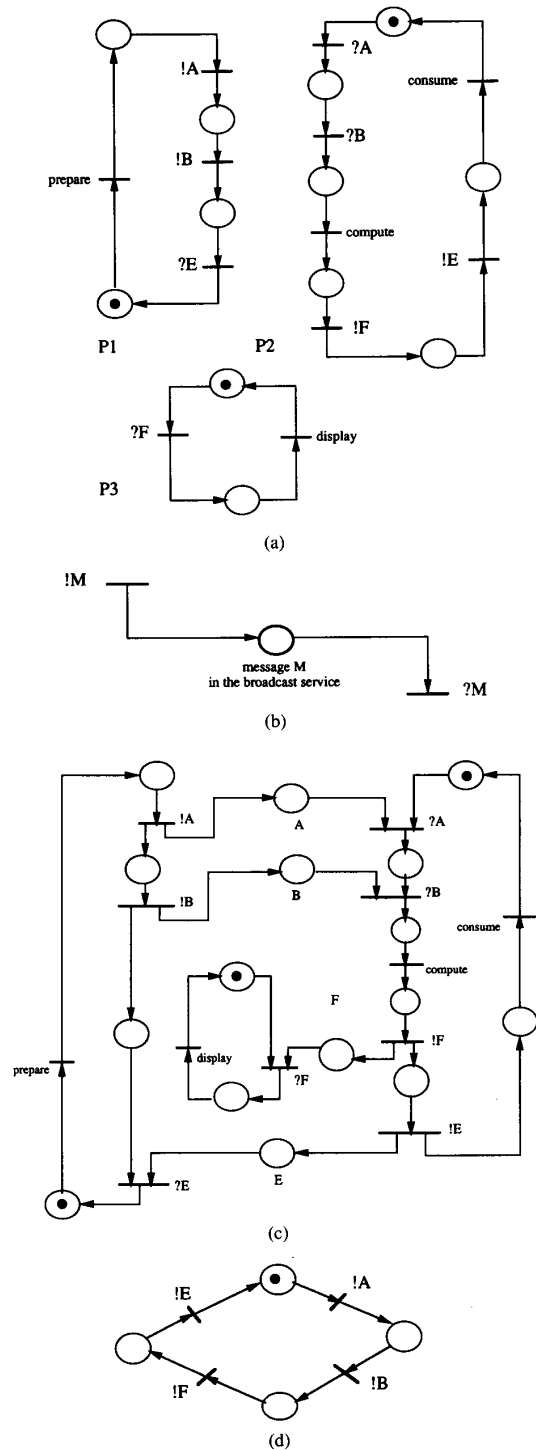 !A
?A
consume
!B
?B
prepare
compute
?E
!E
!F
P1
P2
?F
display
P3
(a)
!M
message M
in the broadcast service
?M
(b)
!A
A
?A
!B
B
?B
consume
compute
F
!F
prepare
display
?F
!E
E
?E
(c)
!E
!A
!F
!B
(d)